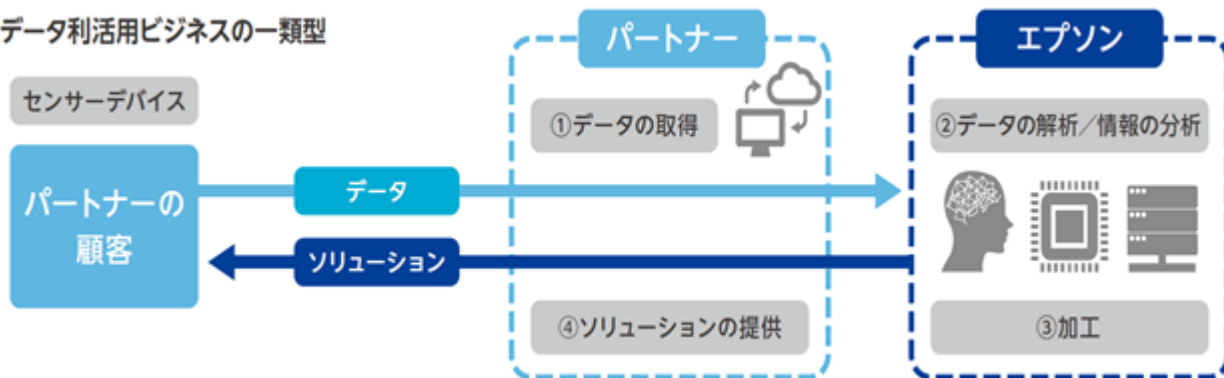 データ利活用ビジネスの一類型
パートナー
エプソン
センサーデバイス
①データの取得
②データの解析／情報の分析
パートナーの
顧客
データ
ソリューション
④ソリューションの提供
③加工